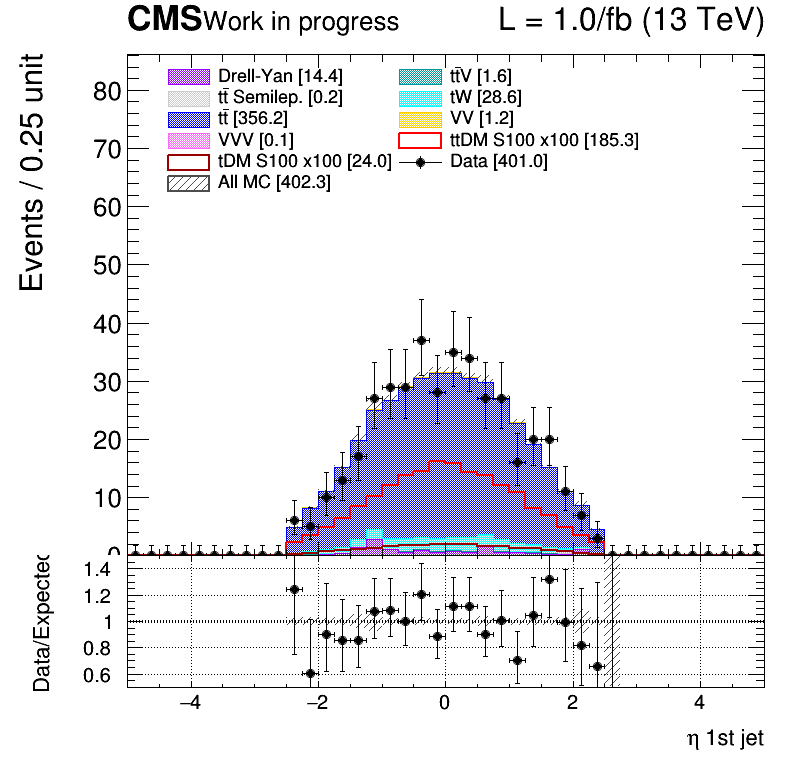 CMS Work in progress L = 1.0/fb (13 TeV)
Drell-Yan [14.4] tt̄V [1.6]
tt̄ Semilep. [0.2] tW [28.6]
tt̄ [356.2] VV [1.2]
VVV [0.1] ttDM S100 x100 [185.3]
tDM S100 x100 [24.0] Data [401.0]
All MC [402.3]
Events / 0.25 unit
80
70
60
50
40
30
20
10
0
Data/Expected
1.4
1.2
1
0.8
0.6
−4 −2 0 2 4
η 1st jet